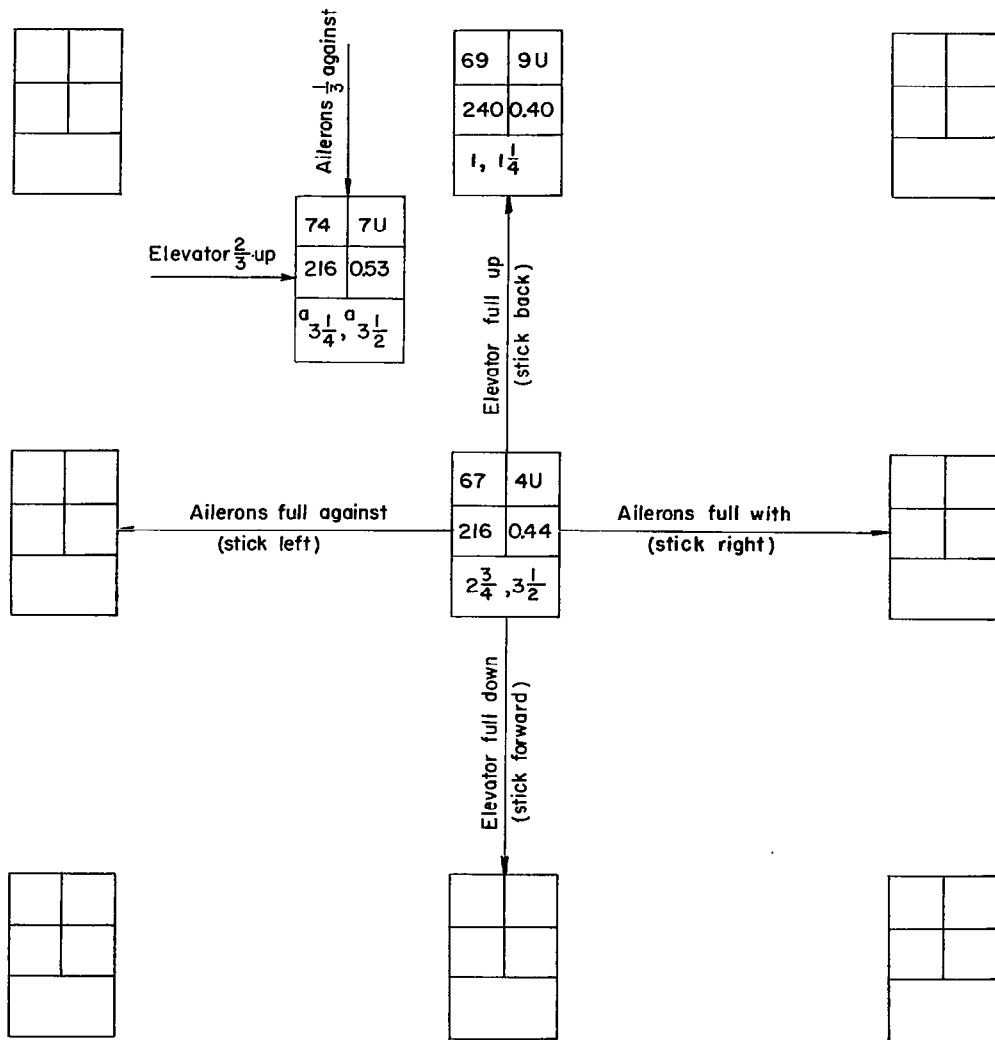 Ailerons 1/3 against
69 9U
240 0.40
1, 1 1/4
Elevator 2/3 up
74 7U
216 0.53
a 3 1/4, a 3 1/2
Elevator full up
(stick back)
Ailerons full against
(stick left)
67 4U
216 0.44
2 3/4, 3 1/2
Ailerons full with
(stick right)
Elevator full down
(stick forward)